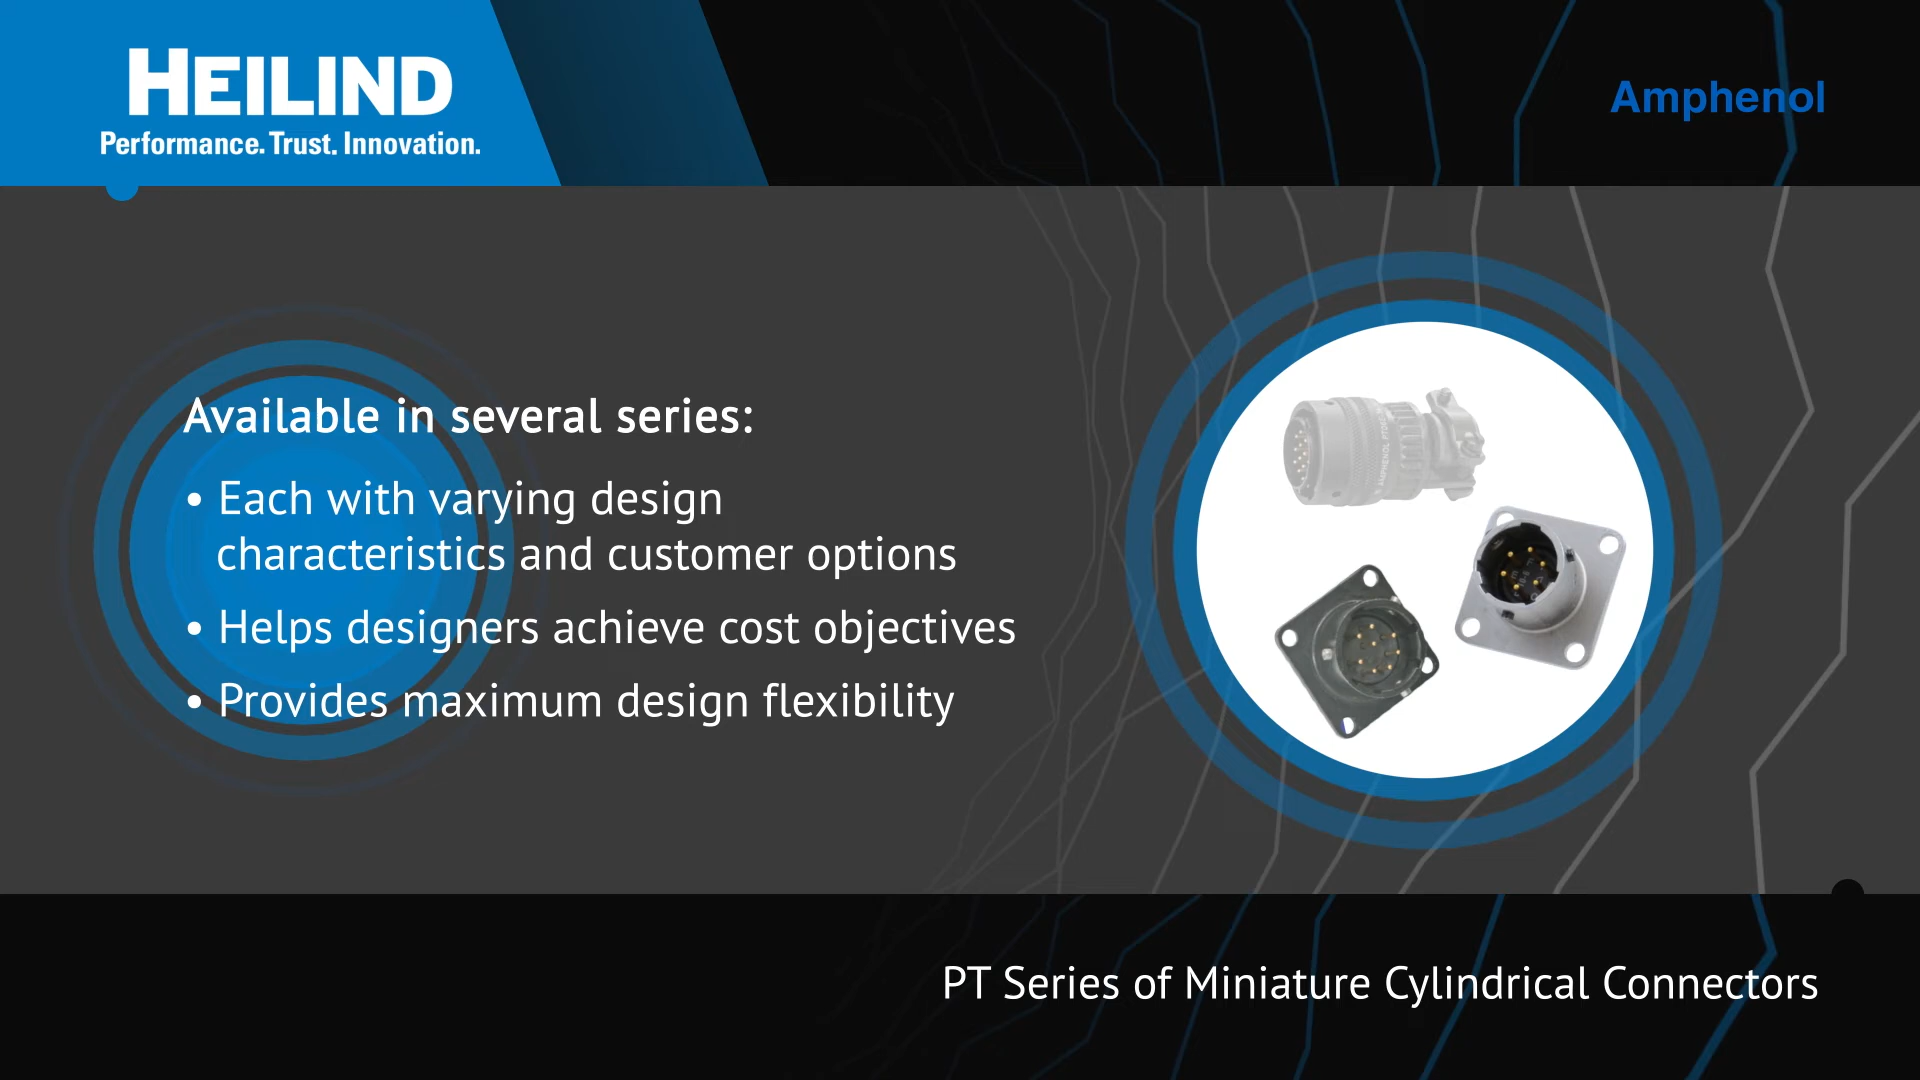 HEILIND
Performance. Trust. Innovation.
Amphenol
Available in several series:
• Each with varying design
characteristics and customer options
• Helps designers achieve cost objectives
• Provides maximum design flexibility
PT Series of Miniature Cylindrical Connectors